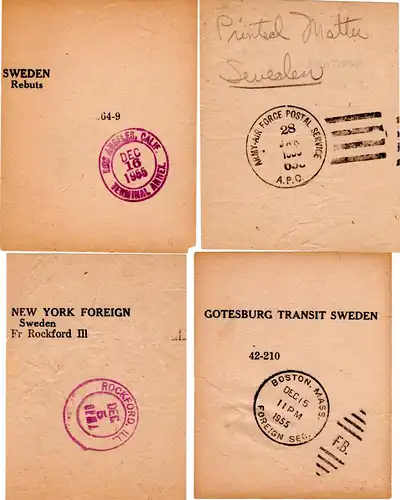 SWEDEN
Rebuts
64-9
LOS ANGELES, CALIF.
DEC
16
1955
TERMINAL ANNEX
Printed Matter
Sweden
ARMY-AIR FORCE POSTAL SERVICE
28
A.P.O.
NEW YORK FOREIGN
Sweden
Fr Rockford Ill
ROCKFORD, ILL.
DEC
5
GOTESBURG TRANSIT SWEDEN
42-210
BOSTON, MASS.
DEC 15
11 PM
1955
FOREIGN SEC.
F.B.